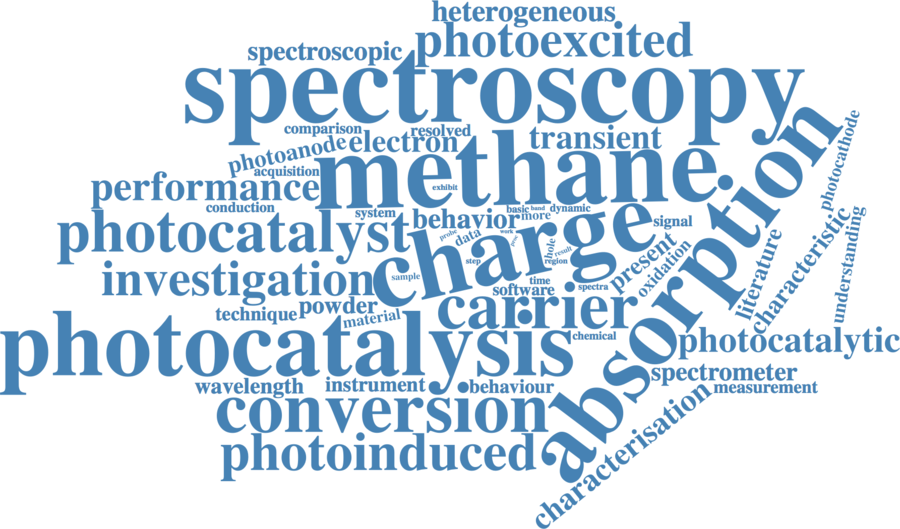 heterogeneous
photoexcited
spectroscopic
spectroscopy
comparison
resolved
transient
electron
photoanode
acquisition
methane
photocathode
absorption
performance
exhibit
conduction
system
basic
band
dynamic
behavior
more
signal
photocatalyst
charge
probe
data
work
hole
result
step
region
present
oxidation
literature
characteristic
understanding
investigation
sample
time
software
spectra
powder
carrier
technique
material
chemical
photocatalysis
photocatalytic
spectrometer
measurement
wavelength
instrument
behaviour
conversion
characterisation
photoinduced